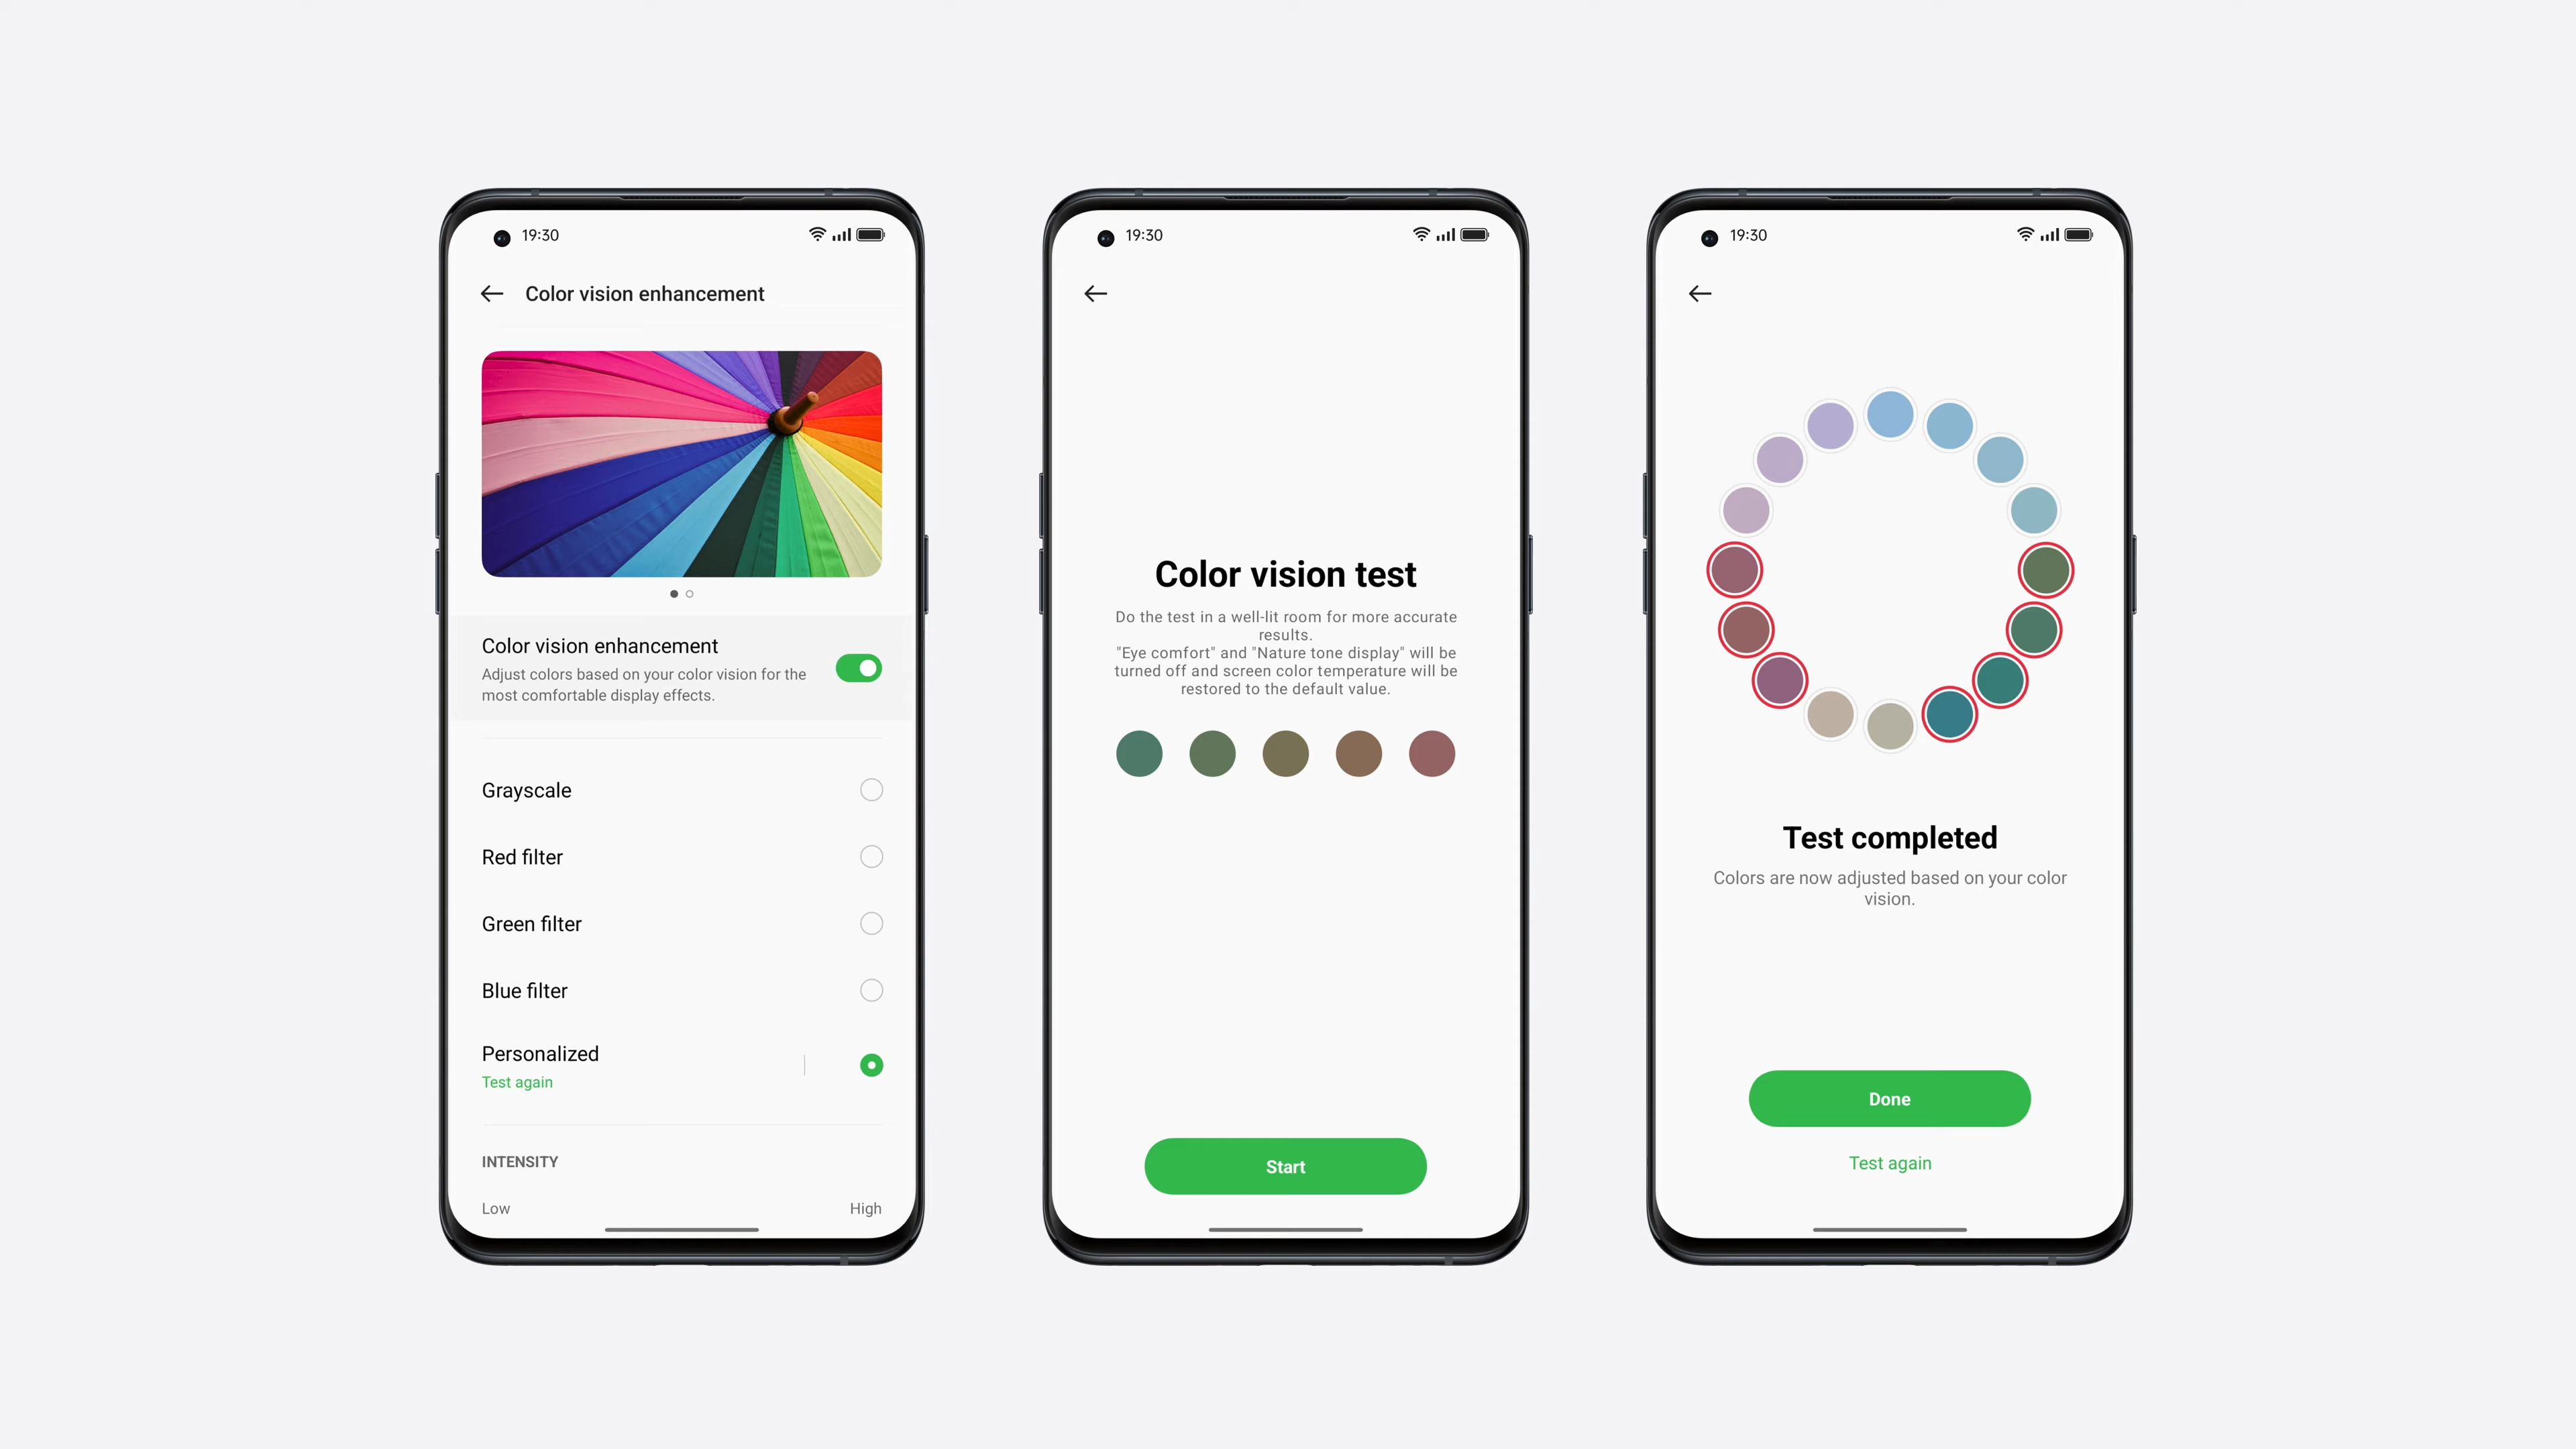 19:30
Color vision enhancement
Color vision enhancement
Adjust colors based on your color vision for the
most comfortable display effects.
Grayscale
Red filter
Green filter
Blue filter
Personalized
Test again
INTENSITY
Low
High
19:30
Color vision test
Do the test in a well-lit room for more accurate
results.
"Eye comfort" and "Nature tone display" will be
turned off and screen color temperature will be
restored to the default value.
Start
19:30
Test completed
Colors are now adjusted based on your color
vision.
Done
Test again